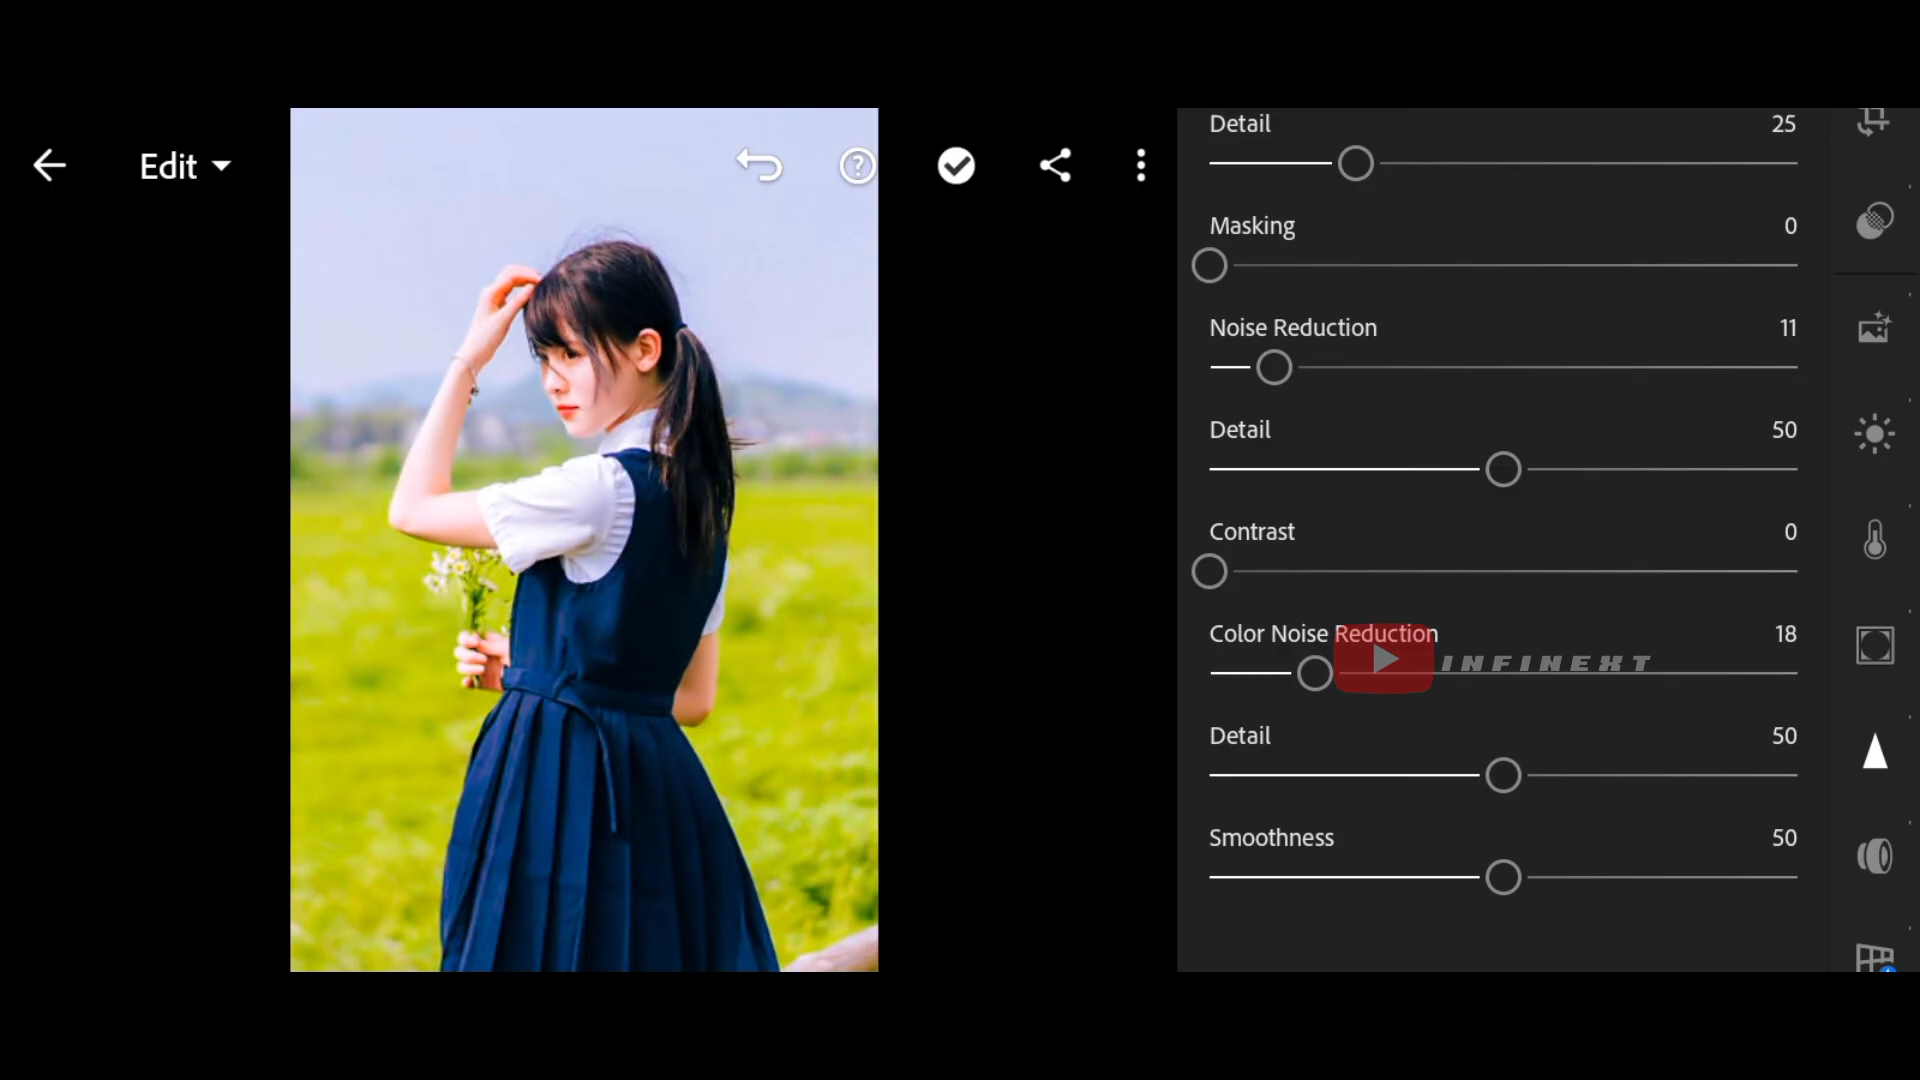 Edit
Detail 25
Masking 0
Noise Reduction 11
Detail 50
Contrast 0
Color Noise Reduction 18
INFINEXT
Detail 50
Smoothness 50